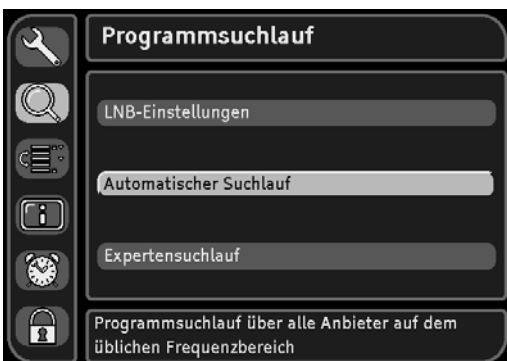 Programmsuchlauf
LNB-Einstellungen
Automatischer Suchlauf
Expertensuchlauf
Programmsuchlauf über alle Anbieter auf dem
üblichen Frequenzbereich